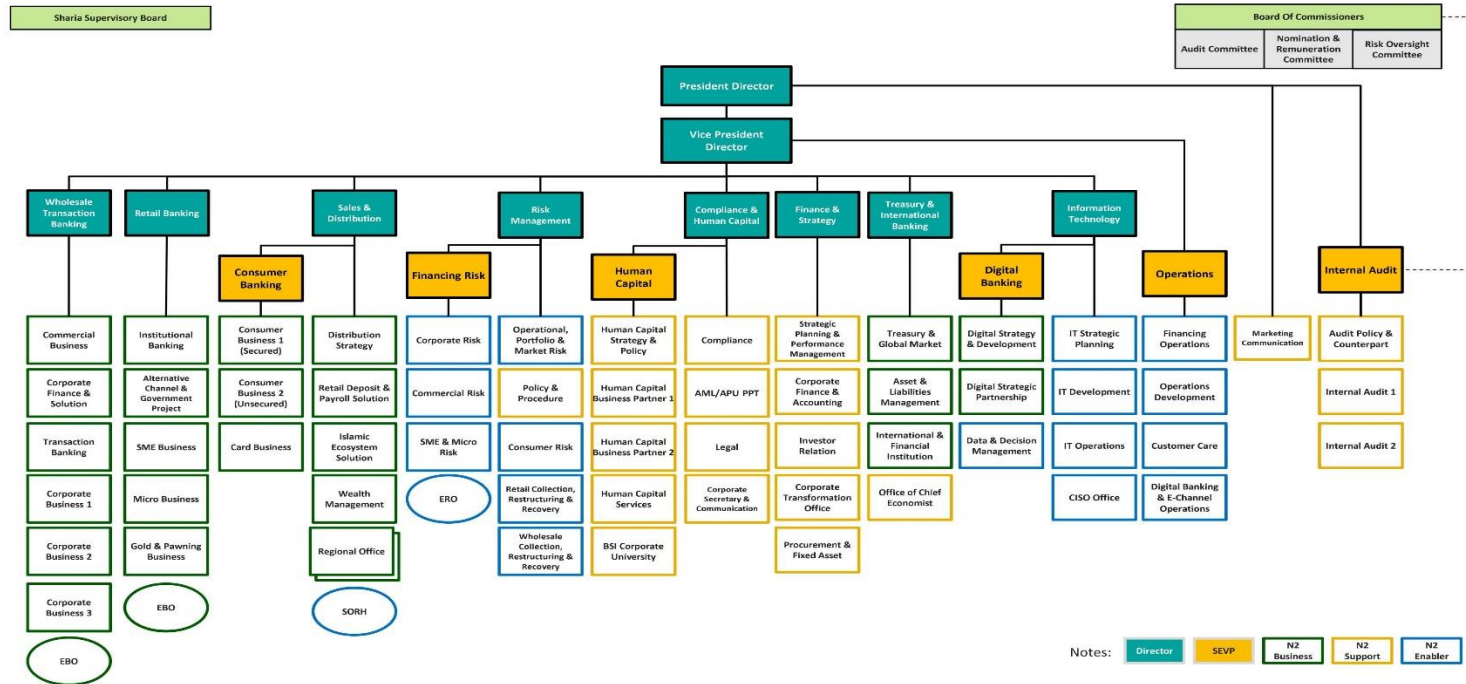 Sharia Supervisory Board
Board Of Commissioners
Audit Committee
Nomination &
Remuneration
Committee
Risk Oversight
Committee
President Director
Vice President
Director
Wholesale
Transaction
Banking
Retail Banking
Sales &
Distribution
Risk
Management
Compliance &
Human Capital
Finance &
Strategy
Treasury &
International
Banking
Information
Technology
Consumer
Banking
Financing Risk
Human
Capital
Digital
Banking
Operations
Internal Audit
Commercial
Business
Corporate
Finance &
Solution
Transaction
Banking
Corporate
Business 1
Corporate
Business 2
Corporate
Business 3
EBO
Institutional
Banking
Alternative
Channel &
Government
Project
SME Business
Micro Business
Gold & Pawning
Business
EBO
Consumer
Business 1
(Secured)
Consumer
Business 2
(Unsecured)
Card Business
Distribution
Strategy
Retail Deposit &
Payroll Solution
Islamic
Ecosystem
Solution
Wealth
Management
Regional Office
SORH
Corporate Risk
Commercial Risk
SME & Micro
Risk
ERO
Operational,
Portfolio &
Market Risk
Policy &
Procedure
Consumer Risk
Retail Collection,
Restructuring &
Recovery
Wholesale
Collection,
Restructuring &
Recovery
Human Capital
Strategy &
Policy
Human Capital
Business Partner 1
Human Capital
Business Partner 2
Human Capital
Services
BSI Corporate
University
Compliance
AML/APU PPT
Legal
Corporate
Secretary &
Communication
Strategic
Planning &
Performance
Management
Corporate
Finance &
Accounting
Investor
Relation
Corporate
Transformation
Office
Procurement &
Fixed Asset
Treasury &
Global Market
Asset &
Liabilities
Management
International &
Financial
Institution
Office of Chief
Economist
Digital Strategy
& Development
Digital Strategic
Partnership
Data & Decision
Management
IT Strategic
Planning
IT Development
IT Operations
CISO Office
Financing
Operations
Operations
Development
Customer Care
Digital Banking
& E-Channel
Operations
Marketing
Communication
Audit Policy &
Counterpart
Internal Audit 1
Internal Audit 2
Notes:
Director
SEVP
N2
Business
N2
Support
N2
Enabler